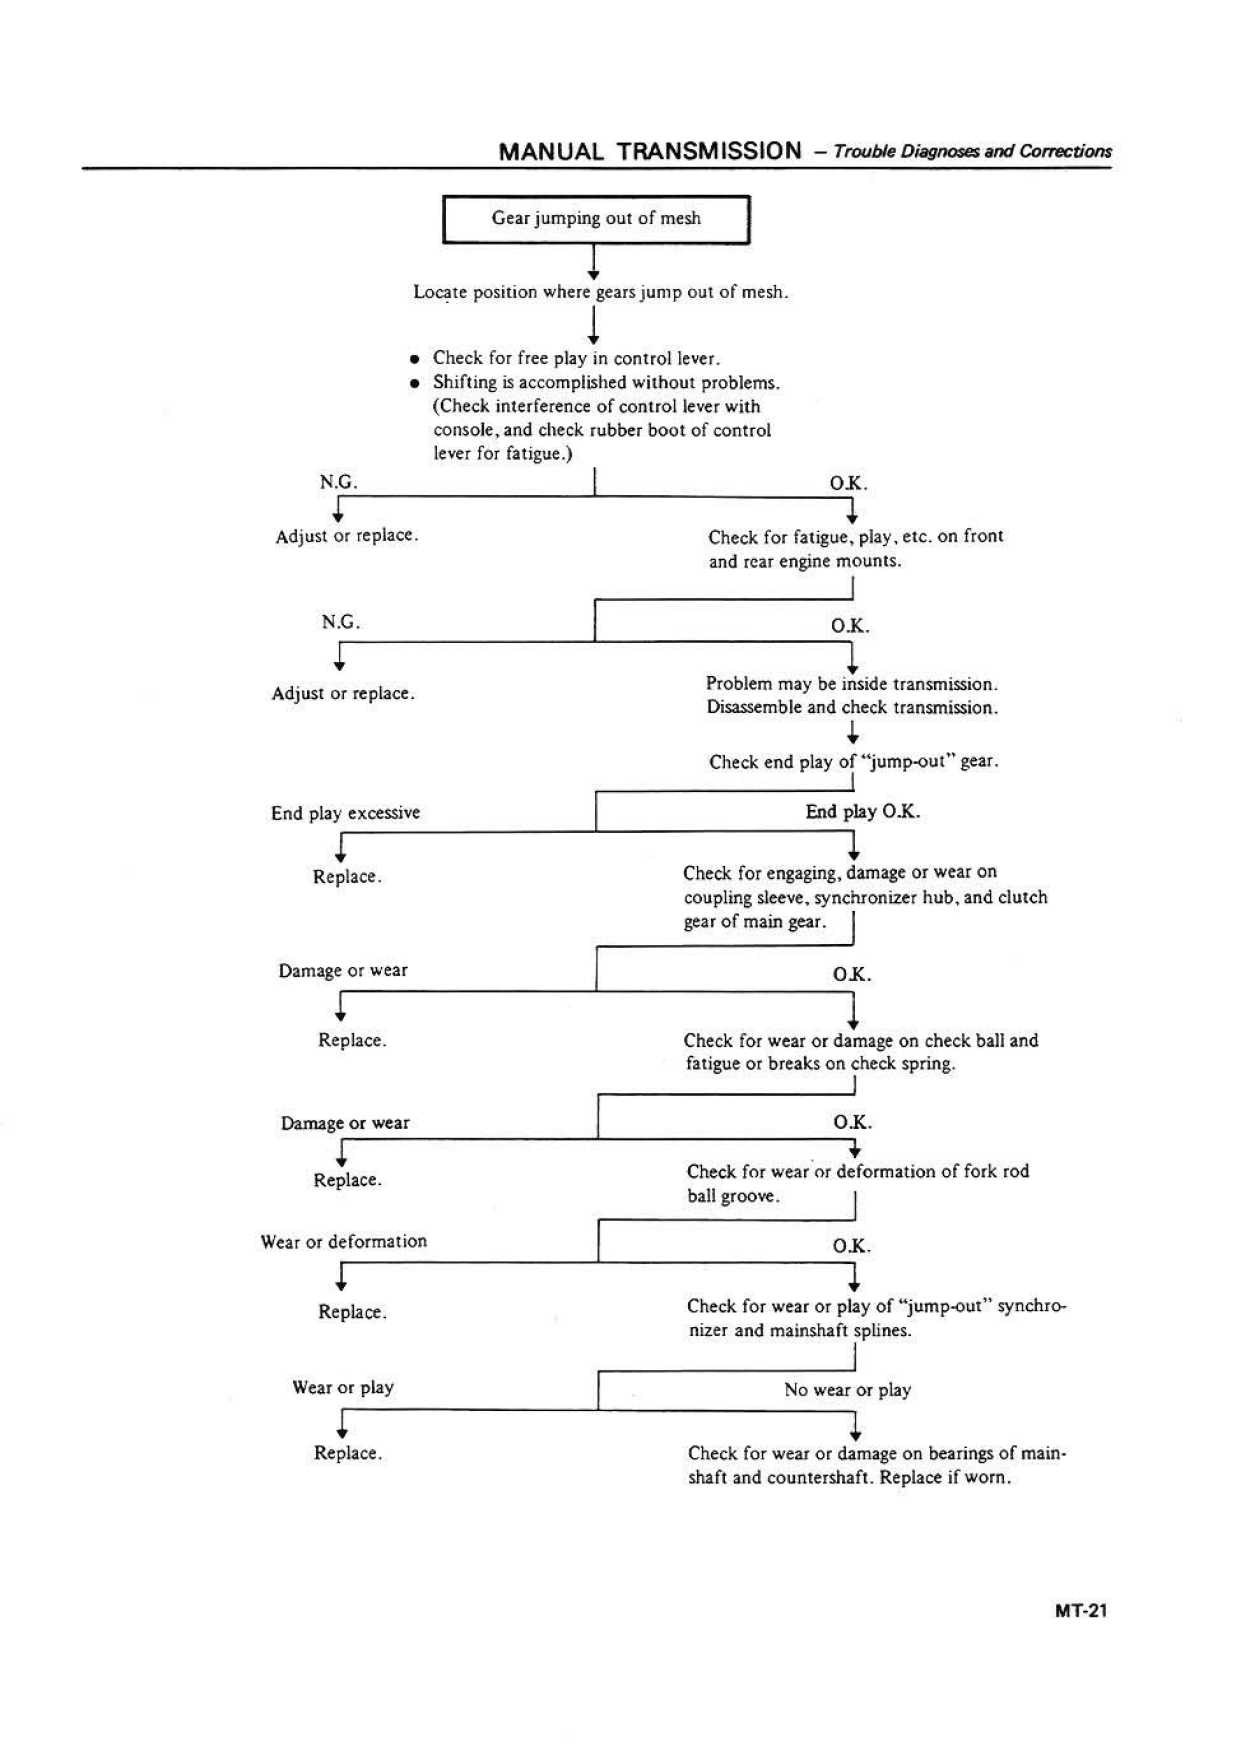 MANUAL TRANSMISSION – Trouble Diagnoses and Corrections
Gear jumping out of mesh
Locate position where gears jump out of mesh.
● Check for free play in control lever.
● Shifting is accomplished without problems.
(Check interference of control lever with
console, and check rubber boot of control
lever for fatigue.)
N.G.
O.K.
Adjust or replace.
Check for fatigue, play, etc. on front
and rear engine mounts.
N.G.
O.K.
Adjust or replace.
Problem may be inside transmission.
Disassemble and check transmission.
Check end play of “jump-out” gear.
End play excessive
End play O.K.
Replace.
Check for engaging, damage or wear on
coupling sleeve, synchronizer hub, and clutch
gear of main gear.
Damage or wear
O.K.
Replace.
Check for wear or damage on check ball and
fatigue or breaks on check spring.
Damage or wear
O.K.
Replace.
Check for wear or deformation of fork rod
ball groove.
Wear or deformation
O.K.
Replace.
Check for wear or play of “jump-out” synchro-
nizer and mainshaft splines.
Wear or play
No wear or play
Replace.
Check for wear or damage on bearings of main-
shaft and countershaft. Replace if worn.
MT-21